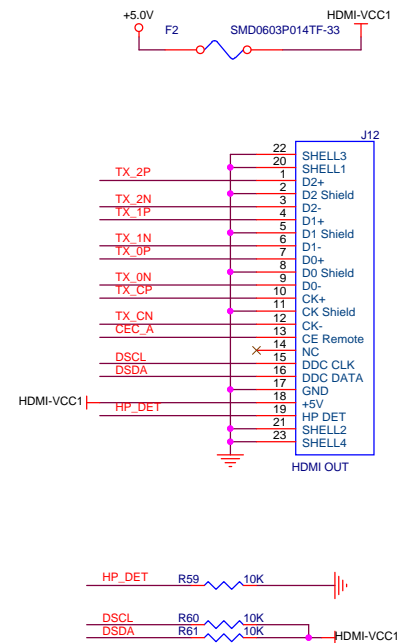 +5.0V HDMI-VCC1
F2 SMD0603P014TF-33
J12
22 SHELL3
20 SHELL1
TX_2P 1 D2+
2 D2 Shield
TX_2N 3 D2-
TX_1P 4 D1+
5 D1 Shield
TX_1N 6 D1-
TX_0P 7 D0+
8 D0 Shield
TX_0N 9 D0-
TX_CP 10 CK+
11 CK Shield
TX_CN 12 CK-
CEC_A 13 CE Remote
14 NC
DSCL 15 DDC CLK
DSDA 16 DDC DATA
17 GND
HDMI-VCC1 18 +5V
HP_DET 19 HP DET
21 SHELL2
23 SHELL4
HDMI OUT
HP_DET R59 10K
DSCL R60 10K
DSDA R61 10K HDMI-VCC1